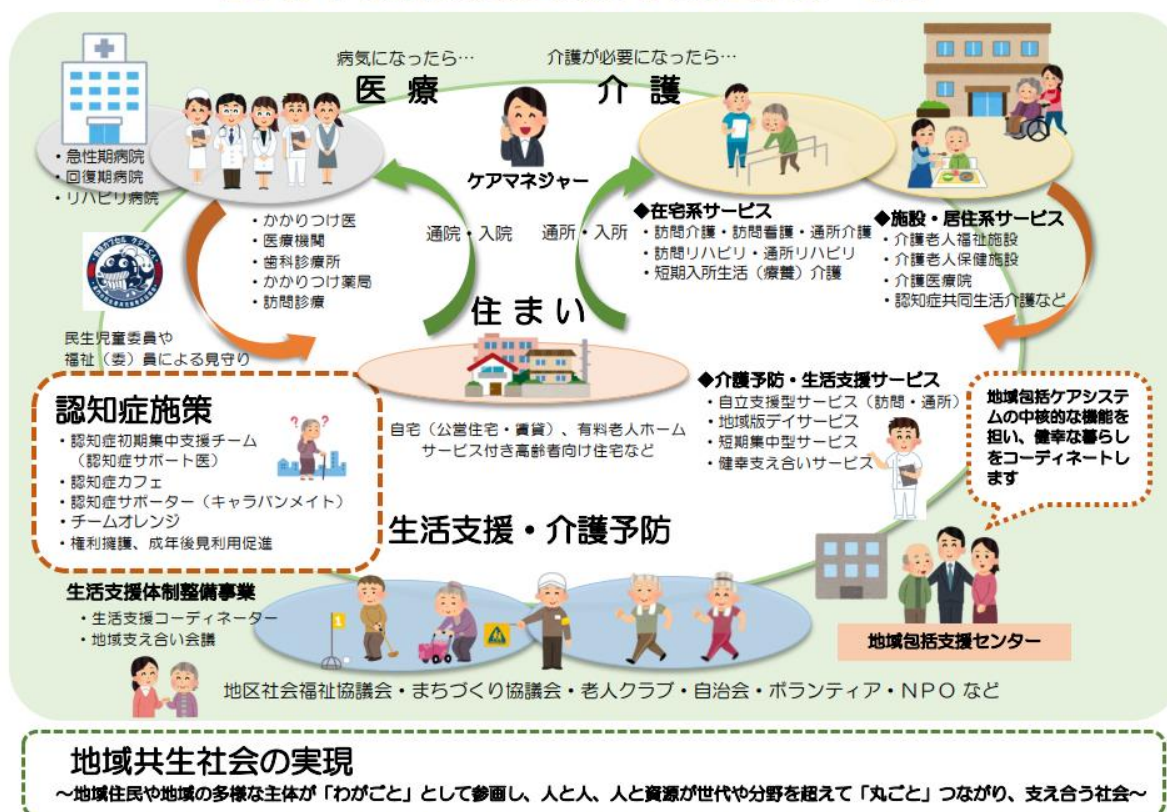 病気になったら…
医療
介護が必要になったら…
介護
ケアマネジャー
・急性期病院
・回復期病院
・リハビリ病院
・かかりつけ医
・医療機関
・歯科診療所
・かかりつけ薬局
・訪問診療
通院・入院
通所・入所
◆在宅系サービス
・訪問介護・訪問看護・通所介護
・訪問リハビリ・通所リハビリ
・短期入所生活（療養）介護
◆施設・居住系サービス
・介護老人福祉施設
・介護老人保健施設
・介護医療院
・認知症共同生活介護など
民生児童委員や
福祉（委）員による見守り
住まい
自宅（公営住宅・賃貸）、有料老人ホーム
サービス付き高齢者向け住宅など
◆介護予防・生活支援サービス
・自立支援型サービス（訪問・通所）
・地域版デイサービス
・短期集中型サービス
・健幸支え合いサービス
地域包括ケアシステ
ムの中核的な機能を
担い、健幸な暮らし
をコーディネートし
ます
認知症施策
・認知症初期集中支援チーム
（認知症サポート医）
・認知症カフェ
・認知症サポーター（キャラバンメイト）
・チームオレンジ
・権利擁護、成年後見利用促進
生活支援・介護予防
生活支援体制整備事業
・生活支援コーディネーター
・地域支え合い会議
1
地域包括支援センター
地区社会福祉協議会・まちづくり協議会・老人クラブ・自治会・ボランティア・NPO など
地域共生社会の実現
～地域住民や地域の多様な主体が「わがごと」として参画し、人と人、人と資源が世代や分野を超えて「丸ごと」つながり、支え合う社会～